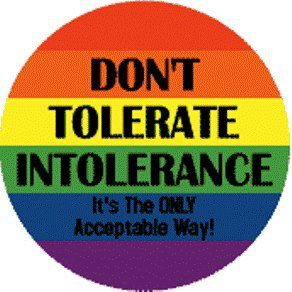 DON'T
TOLERATE
INTOLERANCE
It's The ONLY
Acceptable Way!